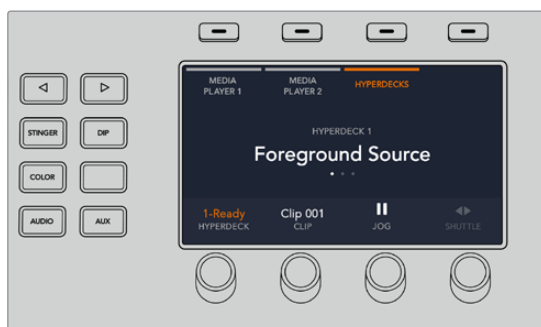 MEDIA
PLAYER 1
MEDIA
PLAYER 2
HYPERDECKS
STINGER
DIP
HYPERDECK 1
Foreground Source
COLOR
AUDIO
AUX
1-Ready
HYPERDECK
Clip 001
CLIP
JOG
SHUTTLE